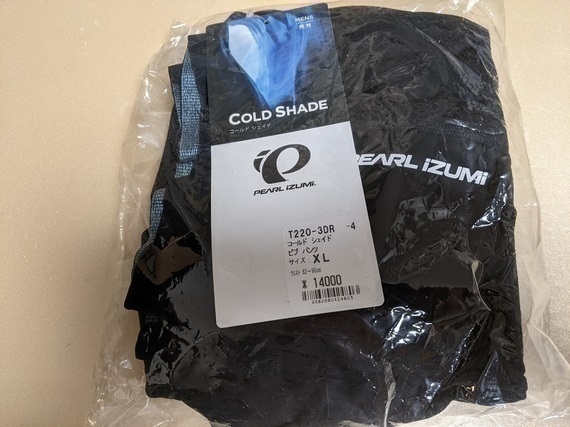 MENS
COLD SHADE
コールド シェイド
PEARL iZUMi
PEARL iZUMi
T220-3DR -4
コールド シェイド
ビブ パンツ
サイズ XL
¥ 14000